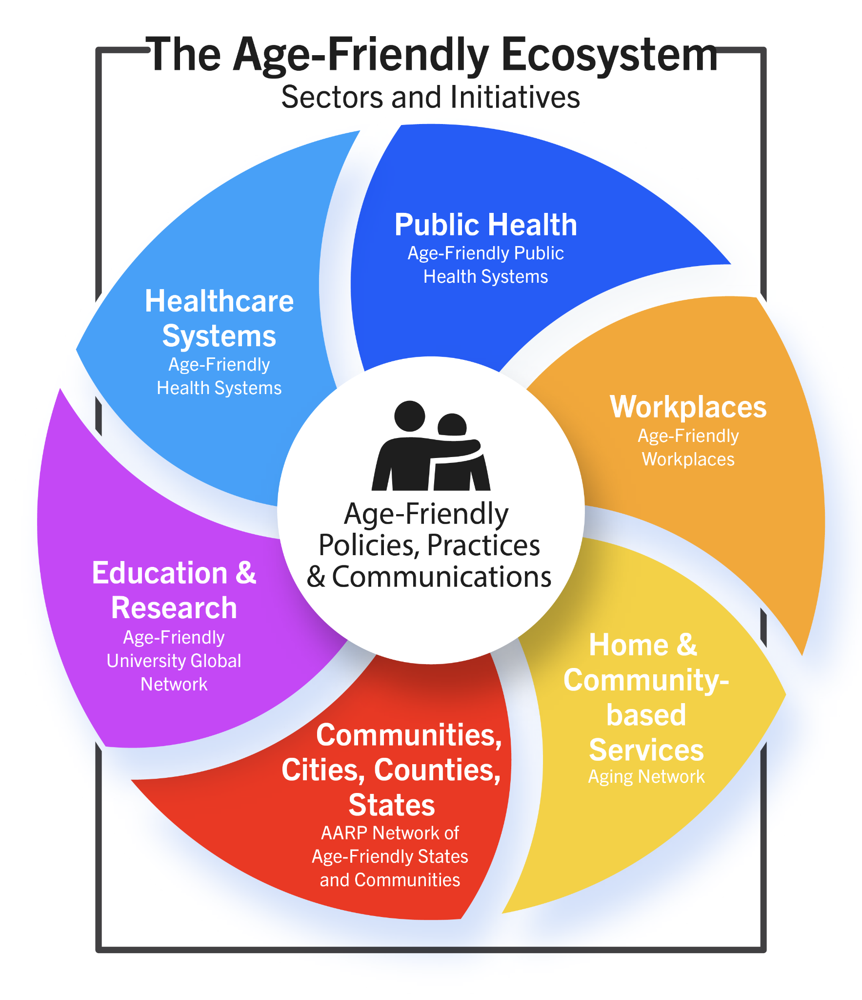 The Age-Friendly Ecosystem
Sectors and Initiatives
Public Health
Age-Friendly Public
Health Systems
Healthcare
Systems
Age-Friendly
Health Systems
Workplaces
Age-Friendly
Workplaces
Age-Friendly
Policies, Practices
& Communications
Education &
Research
Age-Friendly
University Global
Network
Home &
Community-
based
Services
Aging Network
Communities,
Cities, Counties,
States
AARP Network of
Age-Friendly States
and Communities